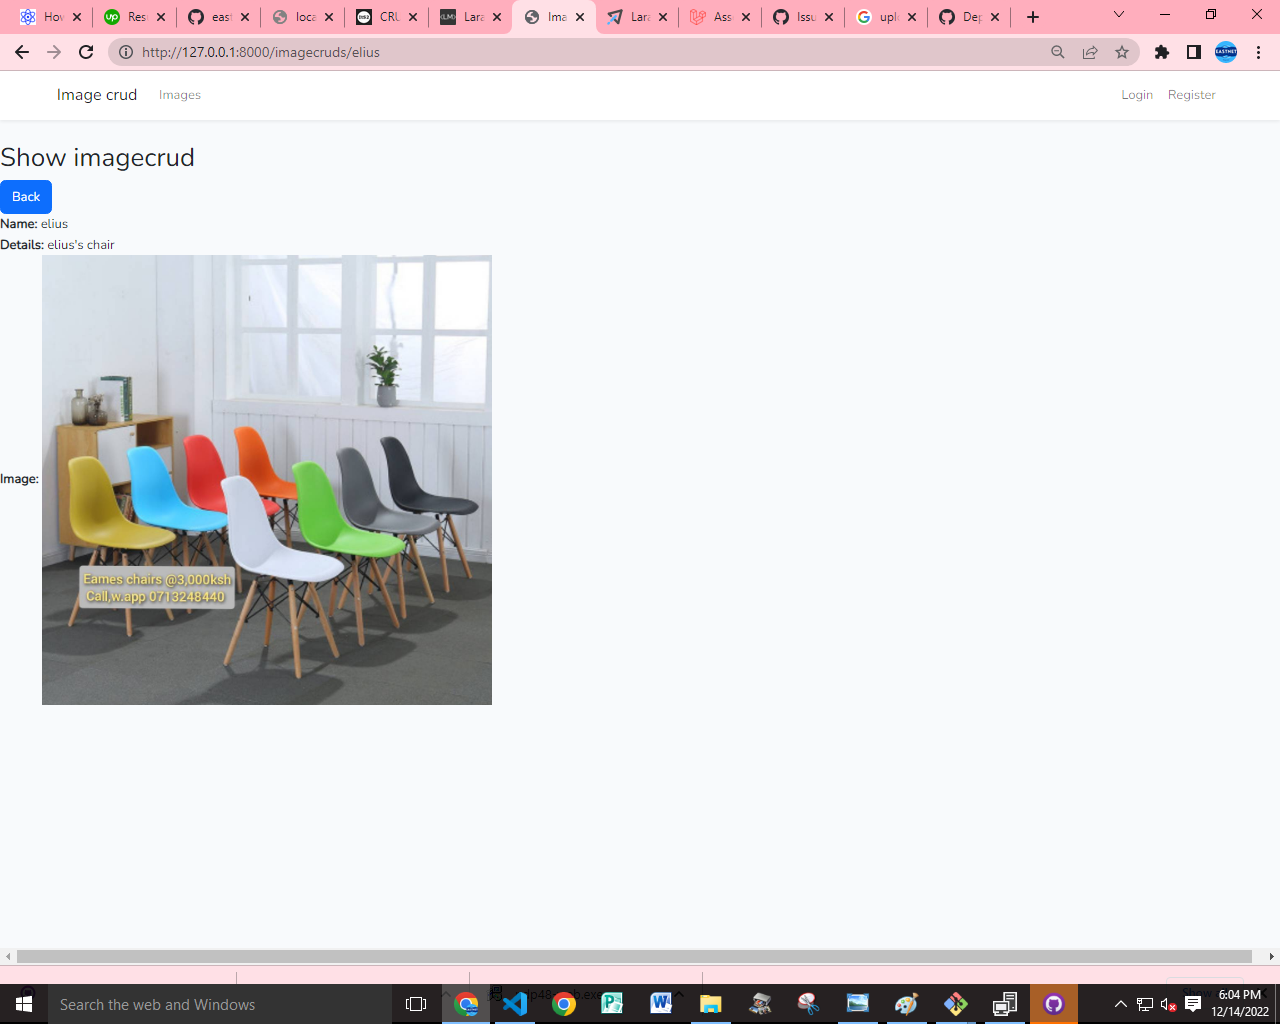 How
Res
east
loca
CRU
Lara
Ima
Lara
Ass
Issu
upl
Dep
http://127.0.0.1:8000/imagecruds/elius
Image crud
Images
Login
Register
Show imagecrud
Back
Name: elius
Details: elius's chair
Image:
Eames chairs @3,000ksh
Call,w.app 0713248440
Search the web and Windows
6:04 PM
12/14/2022